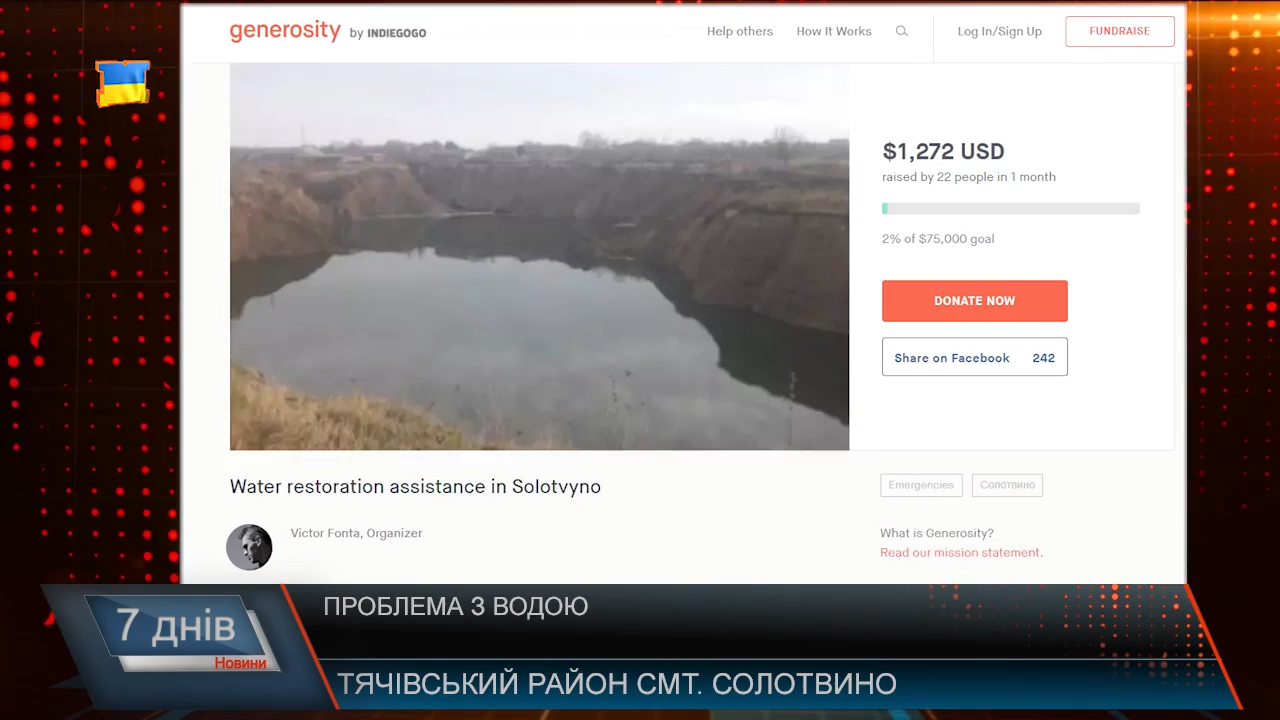 generosity by INDIEGOGO
Help others How It Works Log In/Sign Up FUNDRAISE
$1,272 USD
raised by 22 people in 1 month
2% of $75,000 goal
DONATE NOW
Share on Facebook 242
Water restoration assistance in Solotvyno
Emergencies Солотвино
Victor Fonta, Organizer
What is Generosity?
Read our mission statement.
7 днів
Новини
ПРОБЛЕМА З ВОДОЮ
ТЯЧІВСЬКИЙ РАЙОН СМТ. СОЛОТВИНО